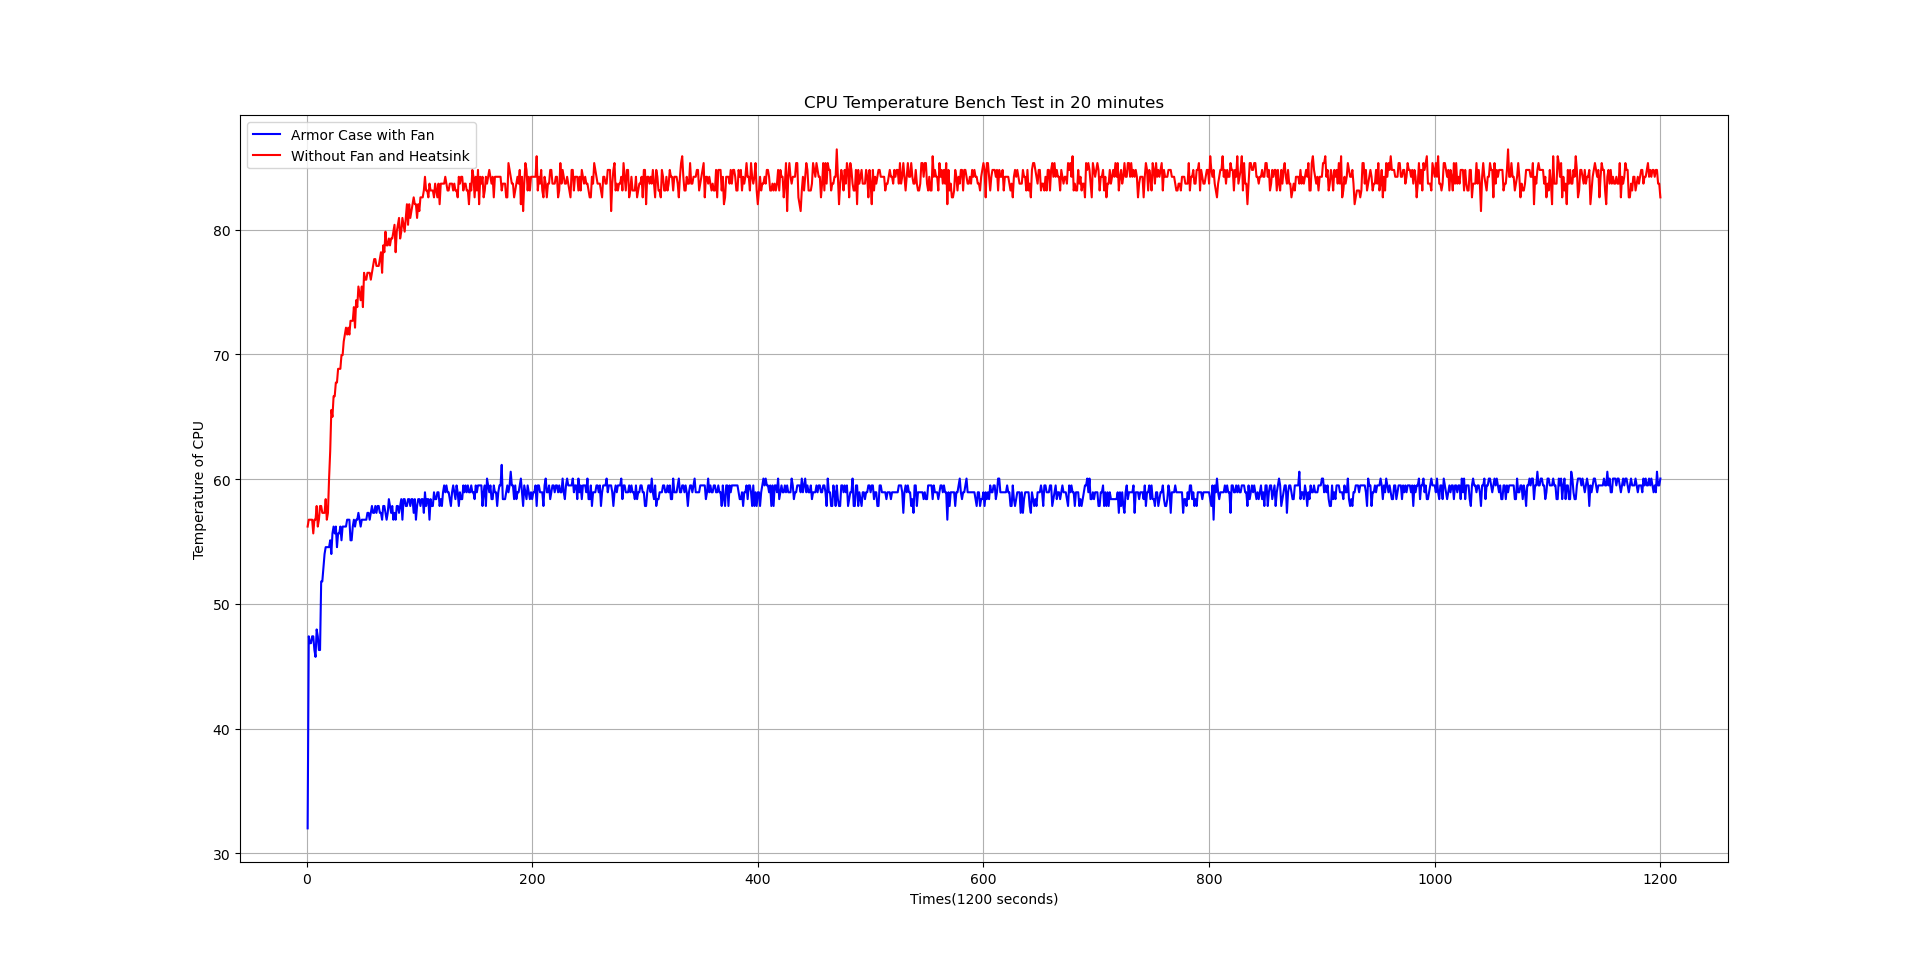 CPU Temperature Bench Test in 20 minutes
Armor Case with Fan
Without Fan and Heatsink
Temperature of CPU
80
70
60
50
40
30
0 200 400 600 800 1000 1200
Times(1200 seconds)